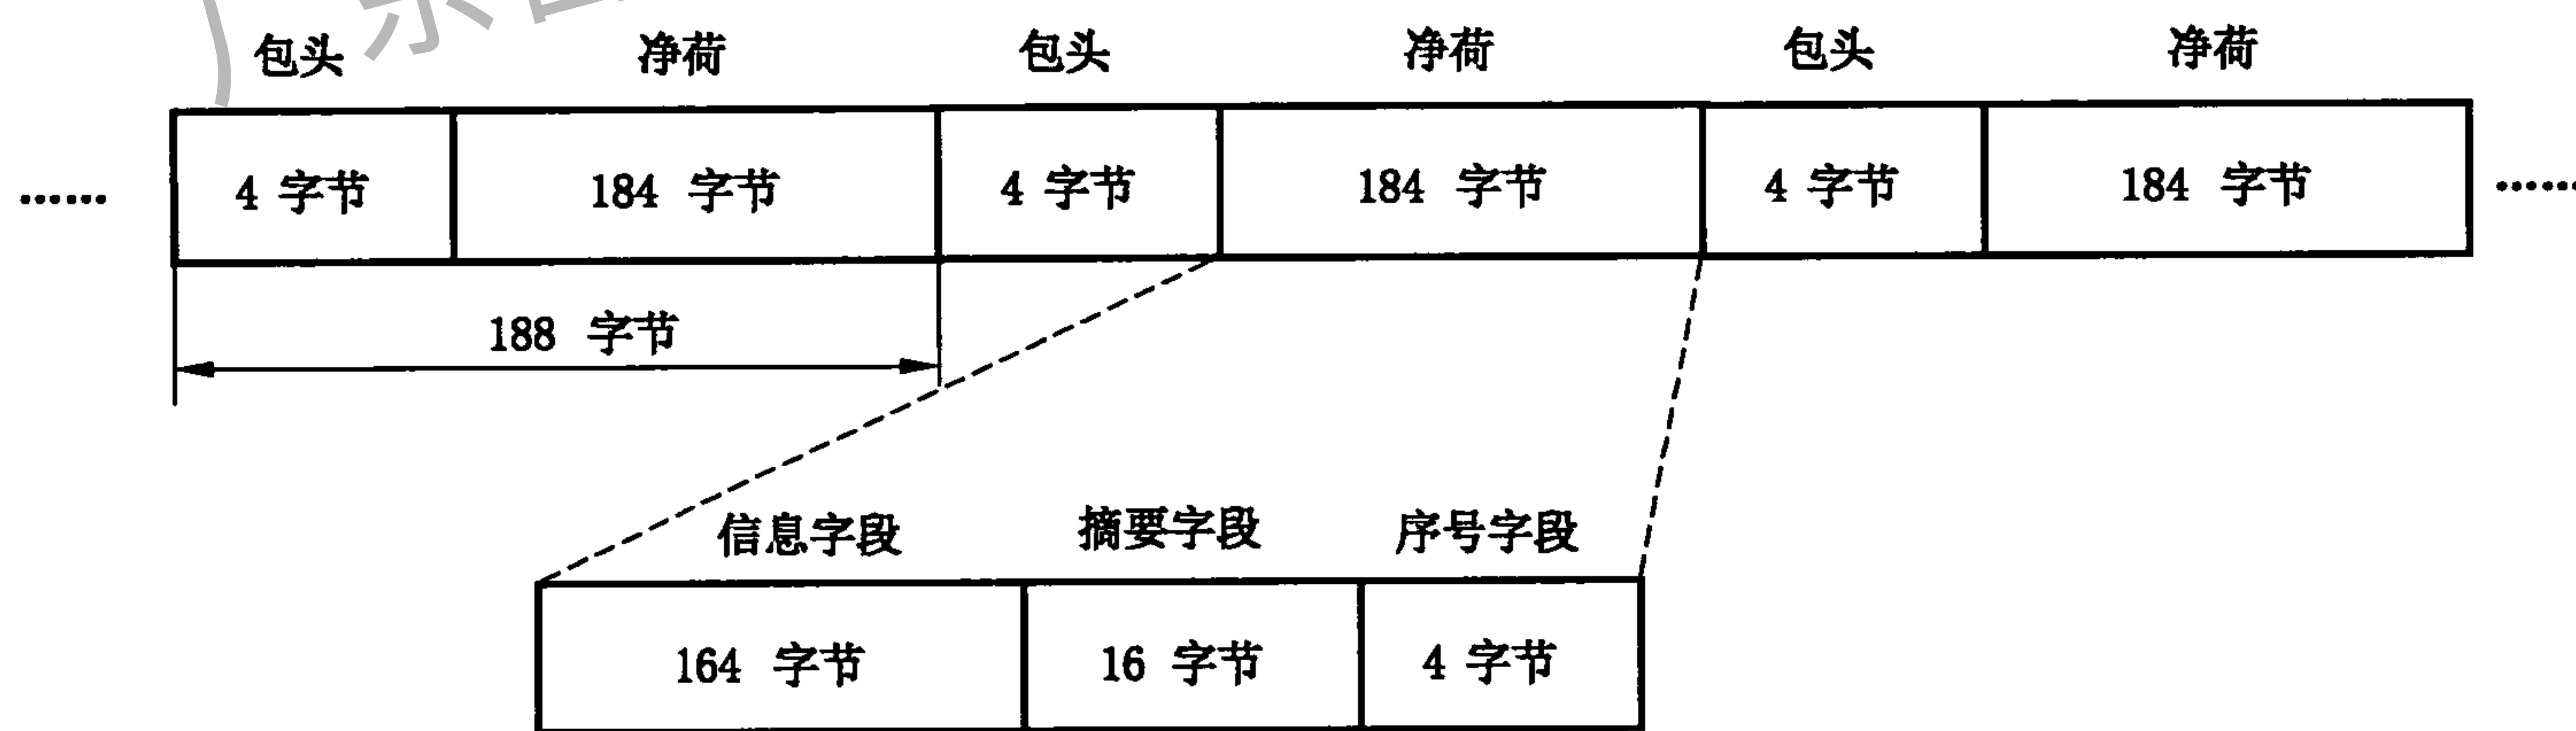 包头 净荷 包头 净荷 包头 净荷
…… 4 字节 184 字节 4 字节 184 字节 4 字节 184 字节 ……
188 字节
信息字段 摘要字段 序号字段
164 字节 16 字节 4 字节